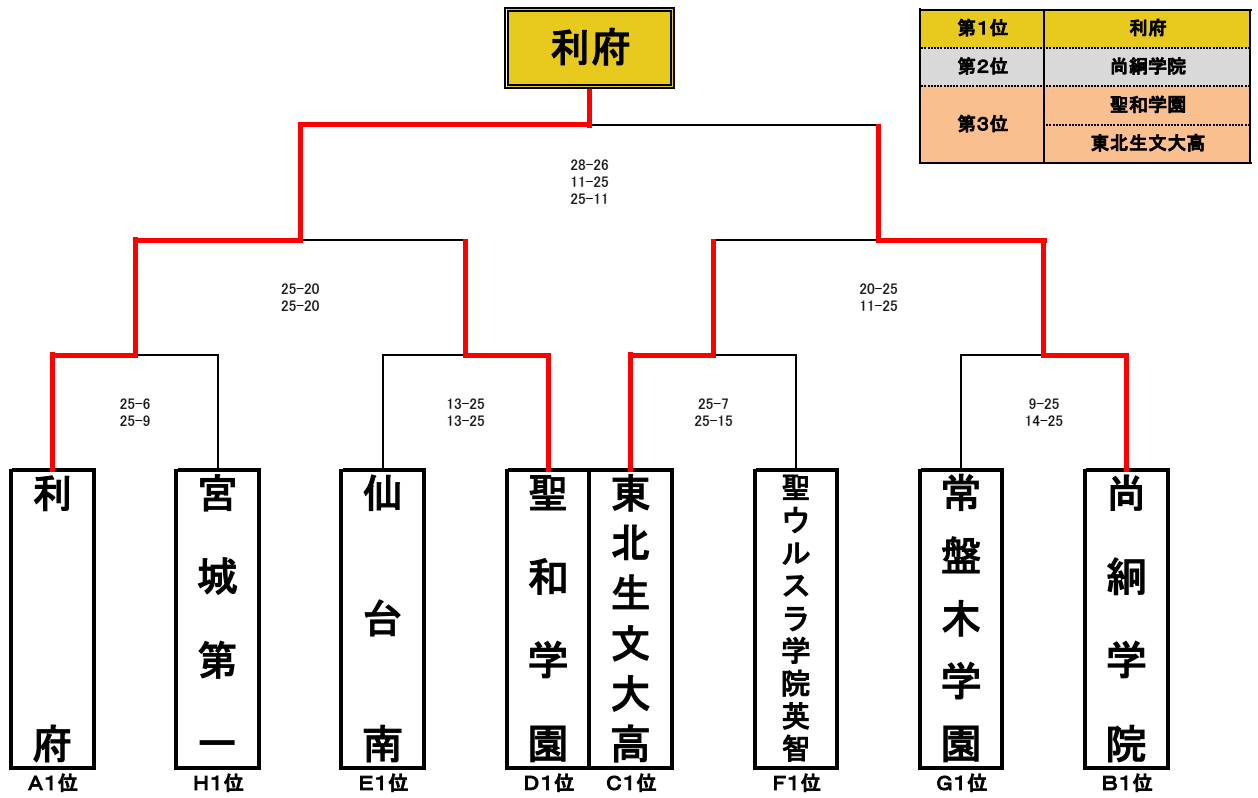 利府
第1位 利府
第2位 尚絅学院
第3位 聖和学園
東北生文大高
28-26
11-25
25-11
25-20
25-20
20-25
11-25
25-6
25-9
13-25
13-25
25-7
25-15
9-25
14-25
利府
宮城第一
仙台南
聖和学園
東北生文大高
聖ウルスラ学院英智
常盤木学園
尚絅学院
A1位
H1位
E1位
D1位
C1位
F1位
G1位
B1位